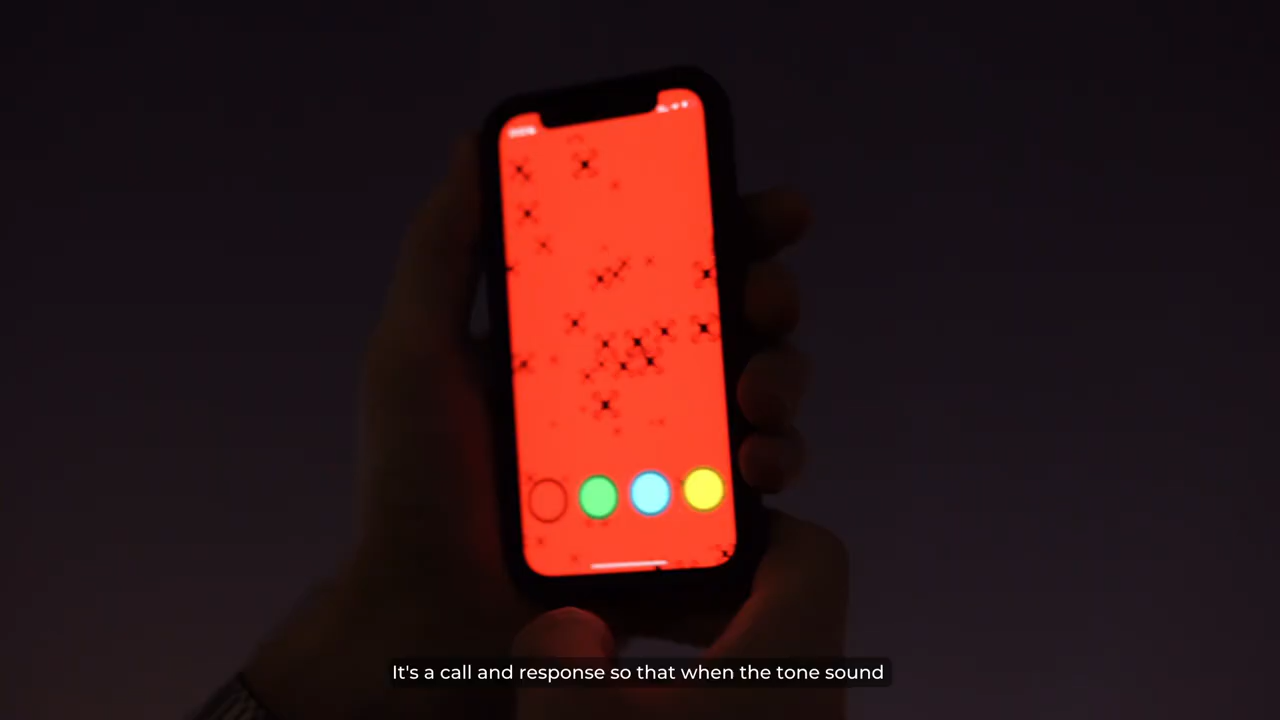 It's a call and response so that when the tone sound